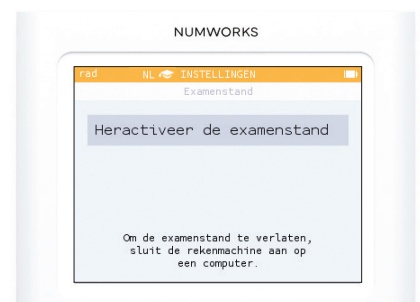 NUMWORKS
rad NL INSTELLINGEN
Examenstand
Heractiveer de examenstand
Om de examenstand te verlaten,
sluit de rekenmachine aan op
een computer.